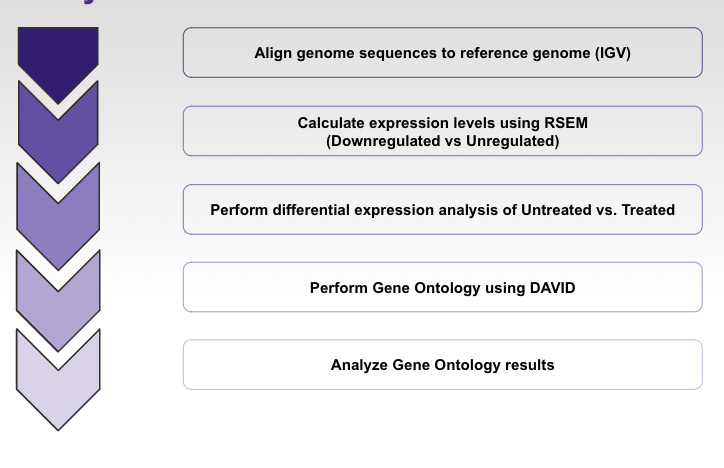 Align genome sequences to reference genome (IGV)
Calculate expression levels using RSEM
(Downregulated vs Unregulated)
Perform differential expression analysis of Untreated vs. Treated
Perform Gene Ontology using DAVID
Analyze Gene Ontology results